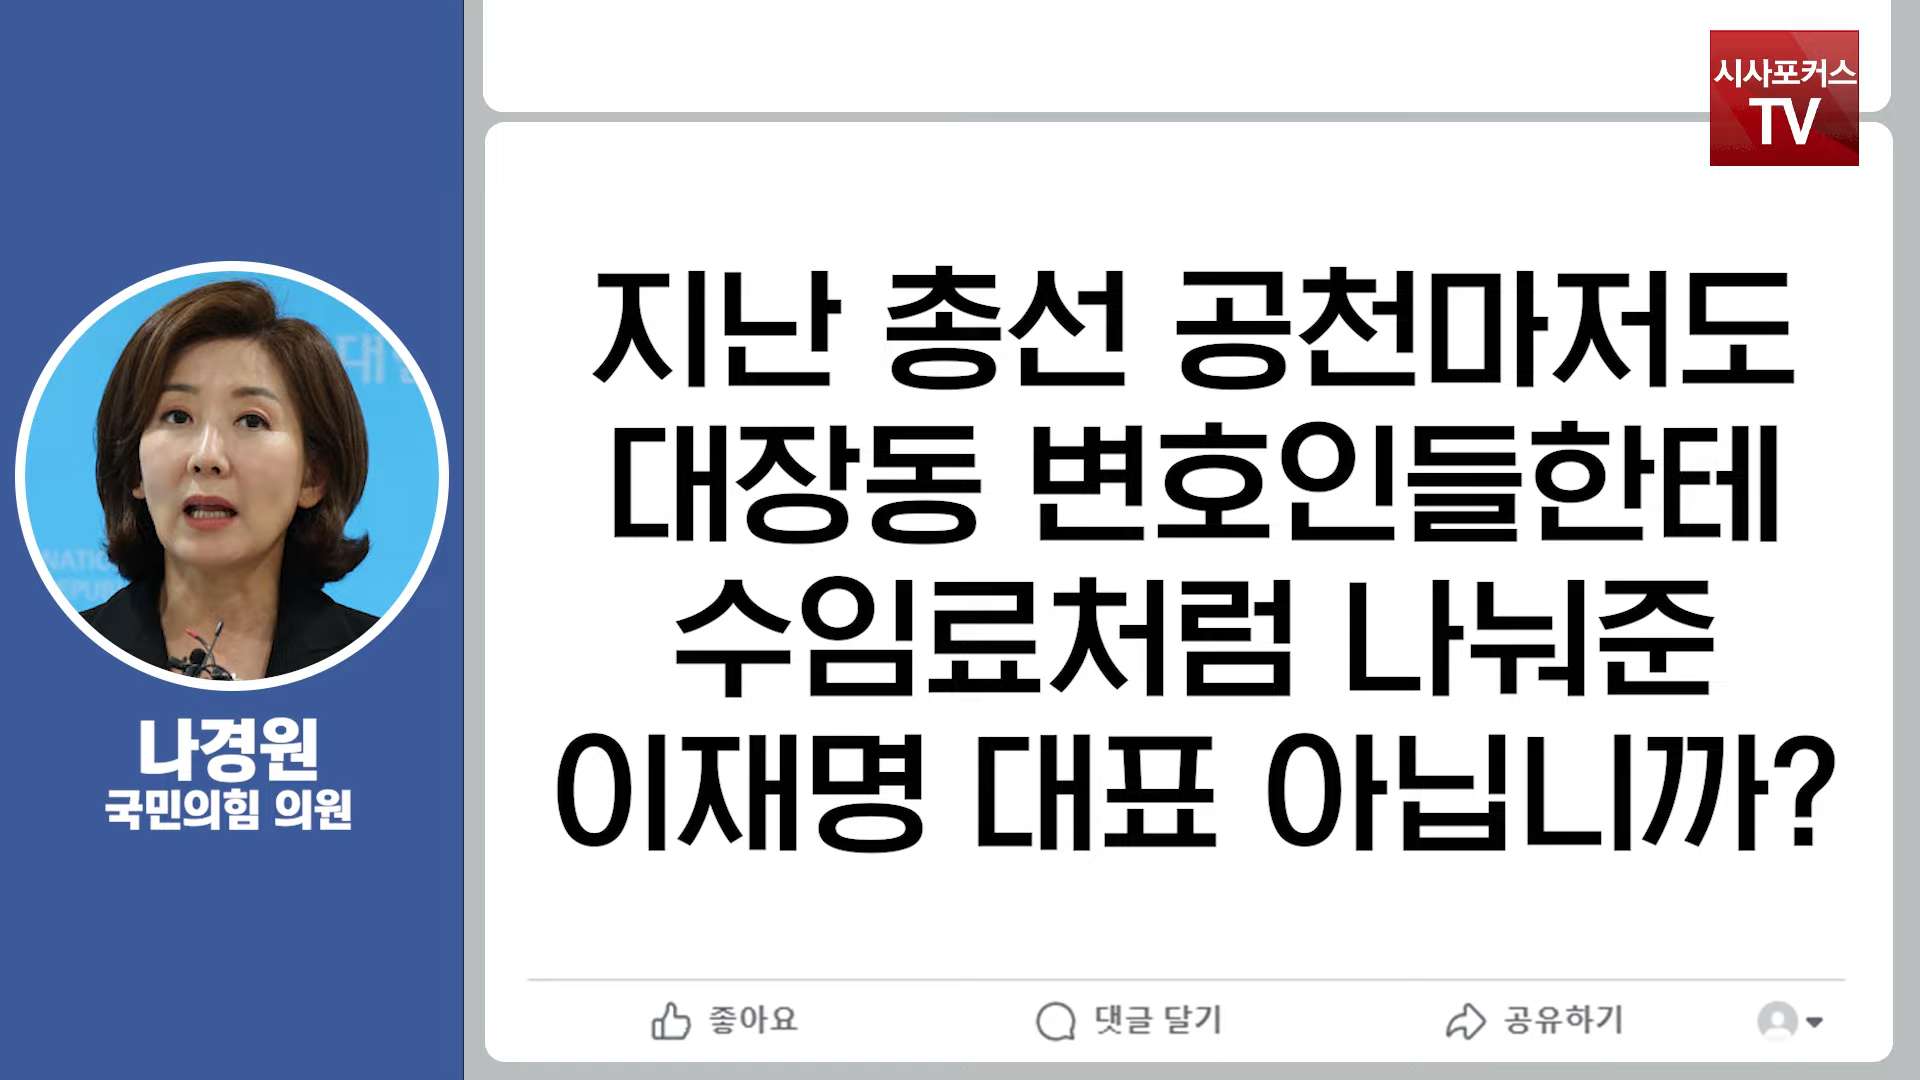 시사포커스
TV
지난 총선 공천마저도
대장동 변호인들한테
수임료처럼 나눠준
이재명 대표 아닙니까?
나경원
국민의힘 의원
좋아요
댓글 달기
공유하기